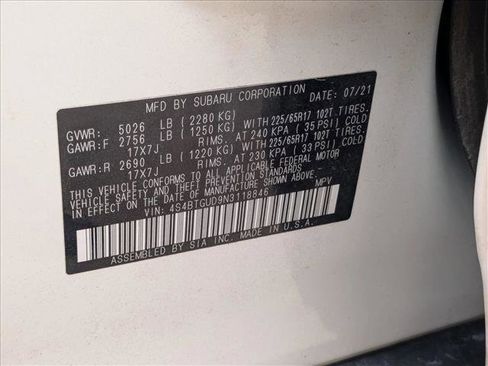 MFD BY SUBARU CORPORATION DATE: 07/21
GVWR: 5026 LB (2280 KG)
GAWR:F 2756 LB (1250 KG) WITH 225/65R17 102T TIRES.
17X7J RIMS. AT 240 KPA ( 35 PSI) COLD
GAWR:R 2690 LB (1220 KG) WITH 225/65R17 102T TIRES.
17X7J RIMS. AT 230 KPA ( 33 PSI) COLD
THIS VEHICLE CONFORMS TO ALL APPLICABLE FEDERAL MOTOR
VEHICLE SAFETY AND THEFT PREVENTION STANDARDS
IN EFFECT ON THE DATE OF MANUFACTURE SHOWN ABOVE.
VIN: 4S4BTGUD9N3118846 MPV
ASSEMBLED BY SIA INC. MADE IN U.S.A.